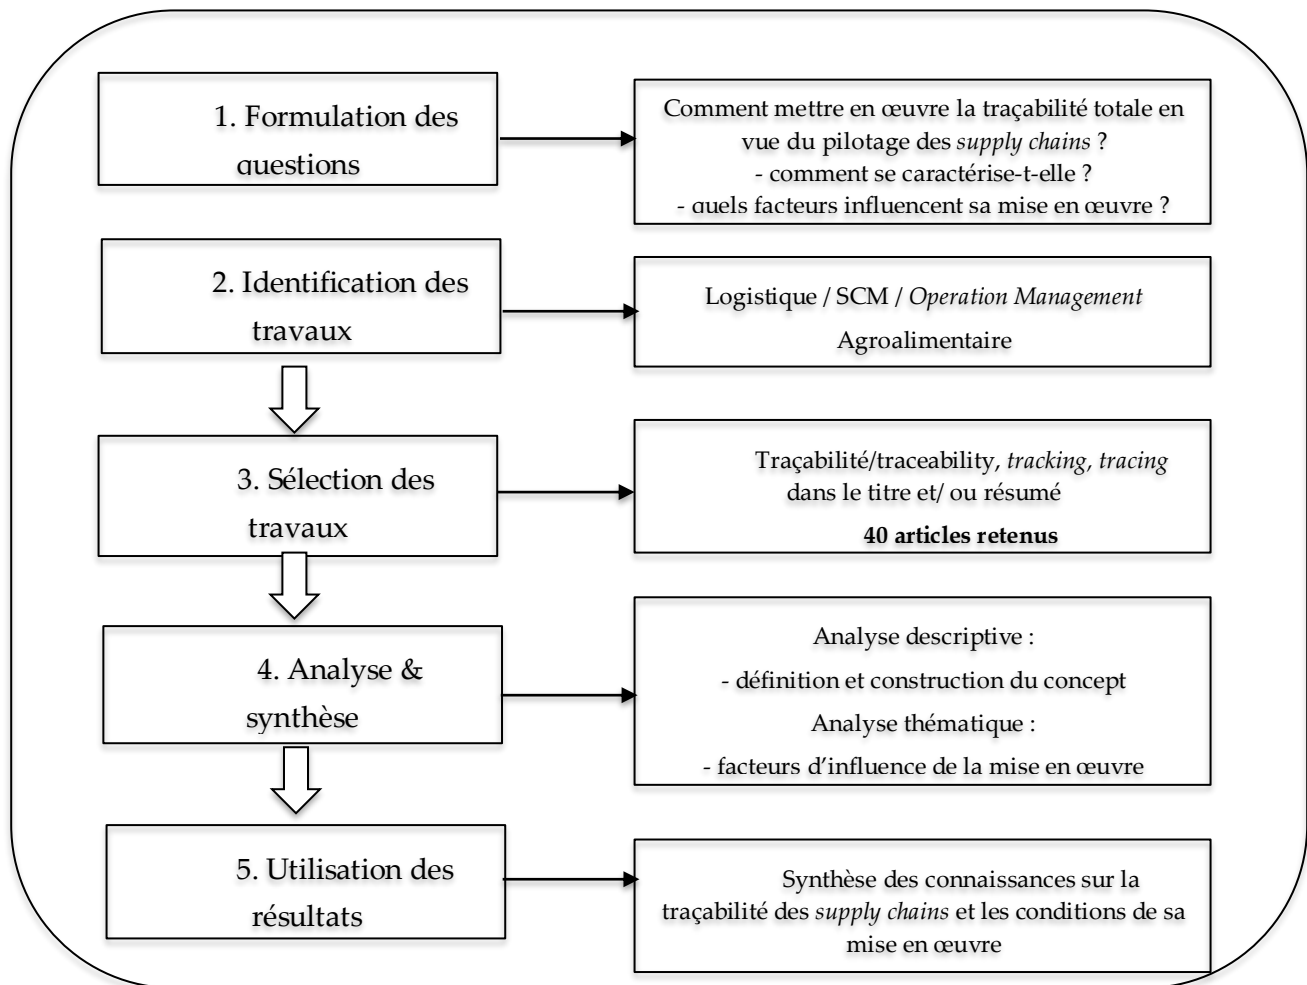 1. Formulation des
questions
Comment mettre en œuvre la traçabilité totale en
vue du pilotage des supply chains ?
- comment se caractérise-t-elle ?
- quels facteurs influencent sa mise en œuvre ?
2. Identification des
travaux
Logistique / SCM / Operation Management
Agroalimentaire
3. Sélection des
travaux
Traçabilité/traceability, tracking, tracing
dans le titre et/ ou résumé
40 articles retenus
4. Analyse &
synthèse
Analyse descriptive :
- définition et construction du concept
Analyse thématique :
- facteurs d’influence de la mise en œuvre
5. Utilisation des
résultats
Synthèse des connaissances sur la
traçabilité des supply chains et les conditions de sa
mise en œuvre